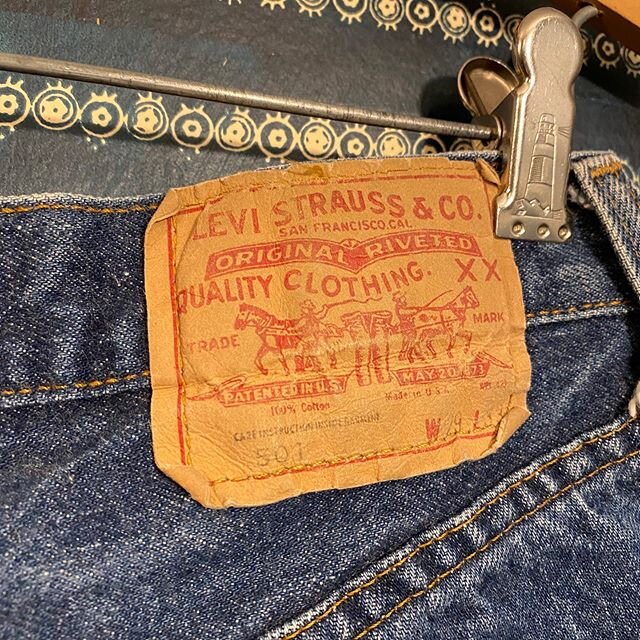 LEVI STRAUSS & CO.
SAN FRANCISCO.CAL.
ORIGINAL RIVETED
QUALITY CLOTHING. XX
TRADE MARK
PATENTED IN U.S. MAY 20 1873
100% Cotton Made in U.S.A.
CARE INSTRUCTION INSIDE GARMENT
501 W